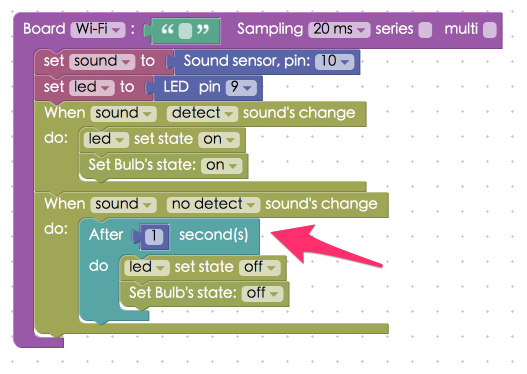 Board Wi-Fi : “ ” Sampling 20 ms series multi
set sound to Sound sensor, pin: 10
set led to LED pin 9
When sound detect sound's change
do: led set state on
Set Bulb's state: on
When sound no detect sound's change
do: After 1 second(s)
do led set state off
Set Bulb's state: off